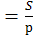 = S/p